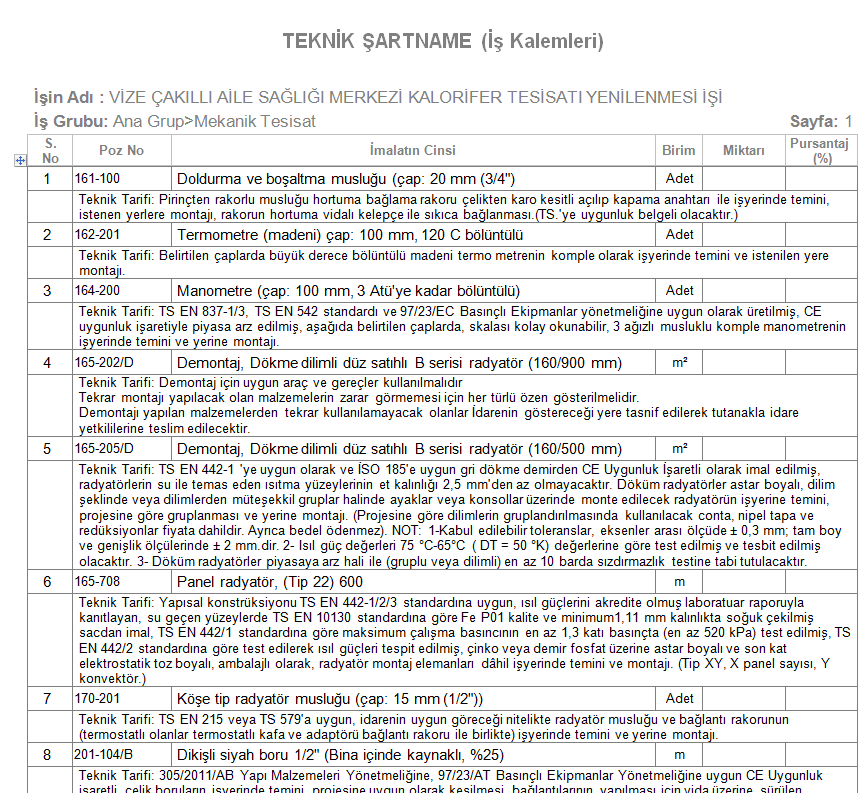 TEKNİK ŞARTNAME (İş Kalemleri)
İşin Adı : VİZE ÇAKILLI AİLE SAĞLIĞI MERKEZİ KALORİFER TESİSATI YENİLENMESİ İŞİ
İş Grubu: Ana Grup>Mekanik Tesisat Sayfa: 1
S. No Poz No İmalatın Cinsi Birim Miktarı Pursantaj (%)
1 161-100 Doldurma ve boşaltma musluğu (çap: 20 mm (3/4") Adet
Teknik Tarifi: Pirinçten rakorlu musluğu hortuma bağlama rakoru çelikten karo kesitli açılıp kapama anahtarı ile işyerinde temini,
istenen yerlere montajı, rakorun hortuma vidalı kelepçe ile sıkıca bağlanması.(TS.'ye uygunluk belgeli olacaktır.)
2 162-201 Termometre (madeni) çap: 100 mm, 120 C bölüntülü Adet
Teknik Tarifi: Belirtilen çaplarda büyük derece bölüntülü madeni termo metrenin komple olarak işyerinde temini ve istenilen yere
montajı.
3 164-200 Manometre (çap: 100 mm, 3 Atü'ye kadar bölüntülü) Adet
Teknik Tarifi: TS EN 837-1/3, TS EN 542 standardı ve 97/23/EC Basınçlı Ekipmanlar yönetmeliğine uygun olarak üretilmiş, CE
uygunluk işaretiyle piyasa arz edilmiş, aşağıda belirtilen çaplarda, skalası kolay okunabilir, 3 ağızlı musluklu komple manometrenin
işyerinde temini ve yerine montajı.
4 165-202/D Demontaj, Dökme dilimli düz satıhlı B serisi radyatör (160/900 mm) m²
Teknik Tarifi: Demontaj için uygun araç ve gereçler kullanılmalıdır
Tekrar montajı yapılacak olan malzemelerin zarar görmemesi için her türlü özen gösterilmelidir.
Demontajı yapılan malzemelerden tekrar kullanılamayacak olanlar İdarenin göstereceği yere tasnif edilerek tutanakla idare
yetkililerine teslim edilecektir.
5 165-205/D Demontaj, Dökme dilimli düz satıhlı B serisi radyatör (160/500 mm) m²
Teknik Tarifi: TS EN 442-1 'ye uygun olarak ve İSO 185'e uygun gri dökme demirden CE Uygunluk İşaretli olarak imal edilmiş,
radyatörlerin su ile temas eden ısıtma yüzeylerinin et kalınlığı 2,5 mm'den az olmayacaktır. Döküm radyatörler astar boyalı, dilim
şeklinde veya dilimlerden müteşekkil gruplar halinde ayaklar veya konsollar üzerinde monte edilecek radyatörün işyerine temini,
projesine göre gruplanması ve yerine montajı. (Projesine göre dilimlerin gruplandırılmasında kullanılacak conta, nipel tapa ve
redüksiyonlar fiyata dahildir. Ayrıca bedel ödenmez). NOT: 1-Kabul edilebilir toleranslar, eksenler arası ölçüde ± 0,3 mm; tam boy
ve genişlik ölçülerinde ± 2 mm.dir. 2- Isıl güç değerleri 75 °C-65°C ( DT = 50 °K) değerlerine göre test edilmiş ve tesbit edilmiş
olacaktır. 3- Döküm radyatörler piyasaya arz hali ile (gruplu veya dilimli) en az 10 barda sızdırmazlık testine tabi tutulacaktır.
6 165-708 Panel radyatör, (Tip 22) 600 m
Teknik Tarifi: Yapısal konstrüksiyonu TS EN 442-1/2/3 standardına uygun, ısıl güçlerini akredite olmuş laboratuar raporuyla
kanıtlayan, su geçen yüzeylerde TS EN 10130 standardına göre Fe P01 kalite ve minimum1,11 mm kalınlıkta soğuk çekilmiş
sacdan imal, TS EN 442/1 standardına göre maksimum çalışma basıncının en az 1,3 katı basınçta (en az 520 kPa) test edilmiş, TS
EN 442/2 standardına göre test edilerek ısıl güçleri tespit edilmiş, çinko veya demir fosfat üzerine astar boyalı ve son kat
elektrostatik toz boyalı, ambalajlı olarak, radyatör montaj elemanları dâhil işyerinde temini ve montajı. (Tip XY, X panel sayısı, Y
konvektör.)
7 170-201 Köşe tip radyatör musluğu (çap: 15 mm (1/2")) Adet
Teknik Tarifi: TS EN 215 veya TS 579'a uygun, idarenin uygun göreceği nitelikte radyatör musluğu ve bağlantı rakorunun
(termostatlı olanlar termostatlı kafa ve adaptörü bağlantı rakoru ile birlikte) işyerinde temini ve yerine montajı.
8 201-104/B Dikişli siyah boru 1/2" (Bina içinde kaynaklı, %25) m
Teknik Tarifi: 305/2011/AB Yapı Malzemeleri Yönetmeliğine, 97/23/AT Basınçlı Ekipmanlar Yönetmeliğine uygun CE Uygunluk
işaretli, çelik boruların, işyerinde temini, projesine uygun olarak kesilmesi, bağlantılarının, yapılması için vida üzerine, sürülen